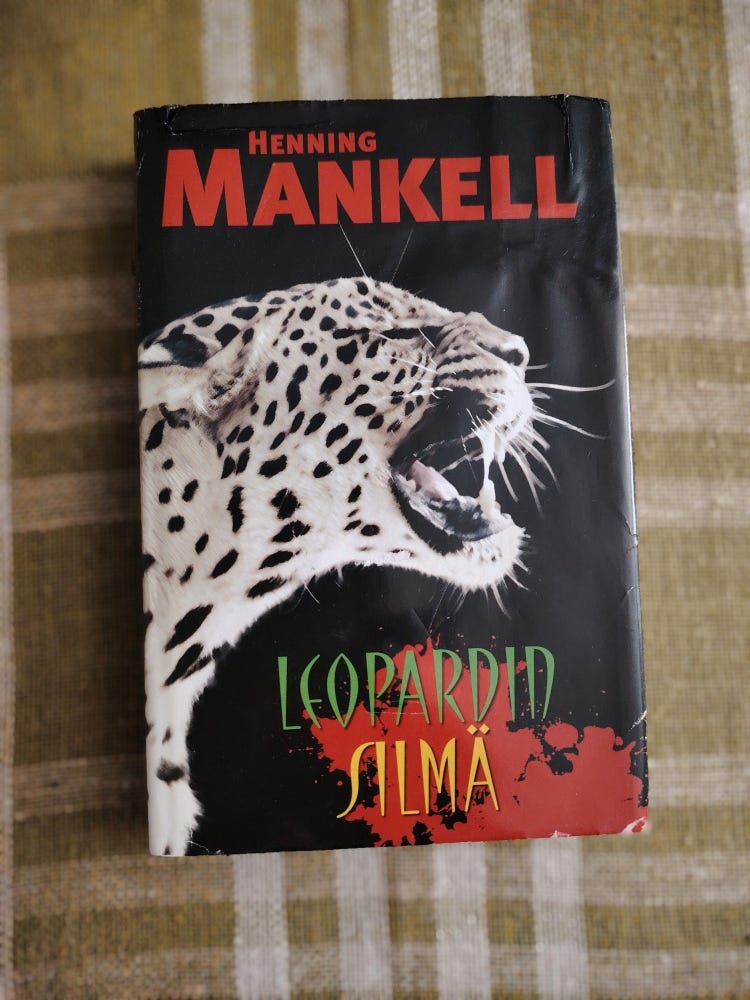 HENNING
MANKELL
LEOPARDIN
SILMÄ